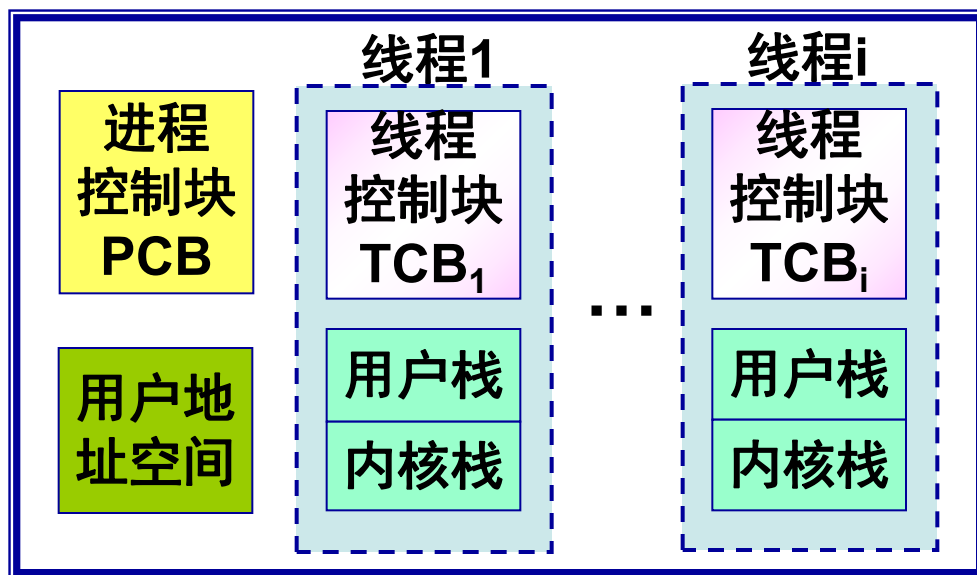 线程1
线程i
进程
控制块
PCB
线程
控制块
TCB₁
线程
控制块
TCBᵢ
…
用户地
址空间
用户栈
内核栈
用户栈
内核栈